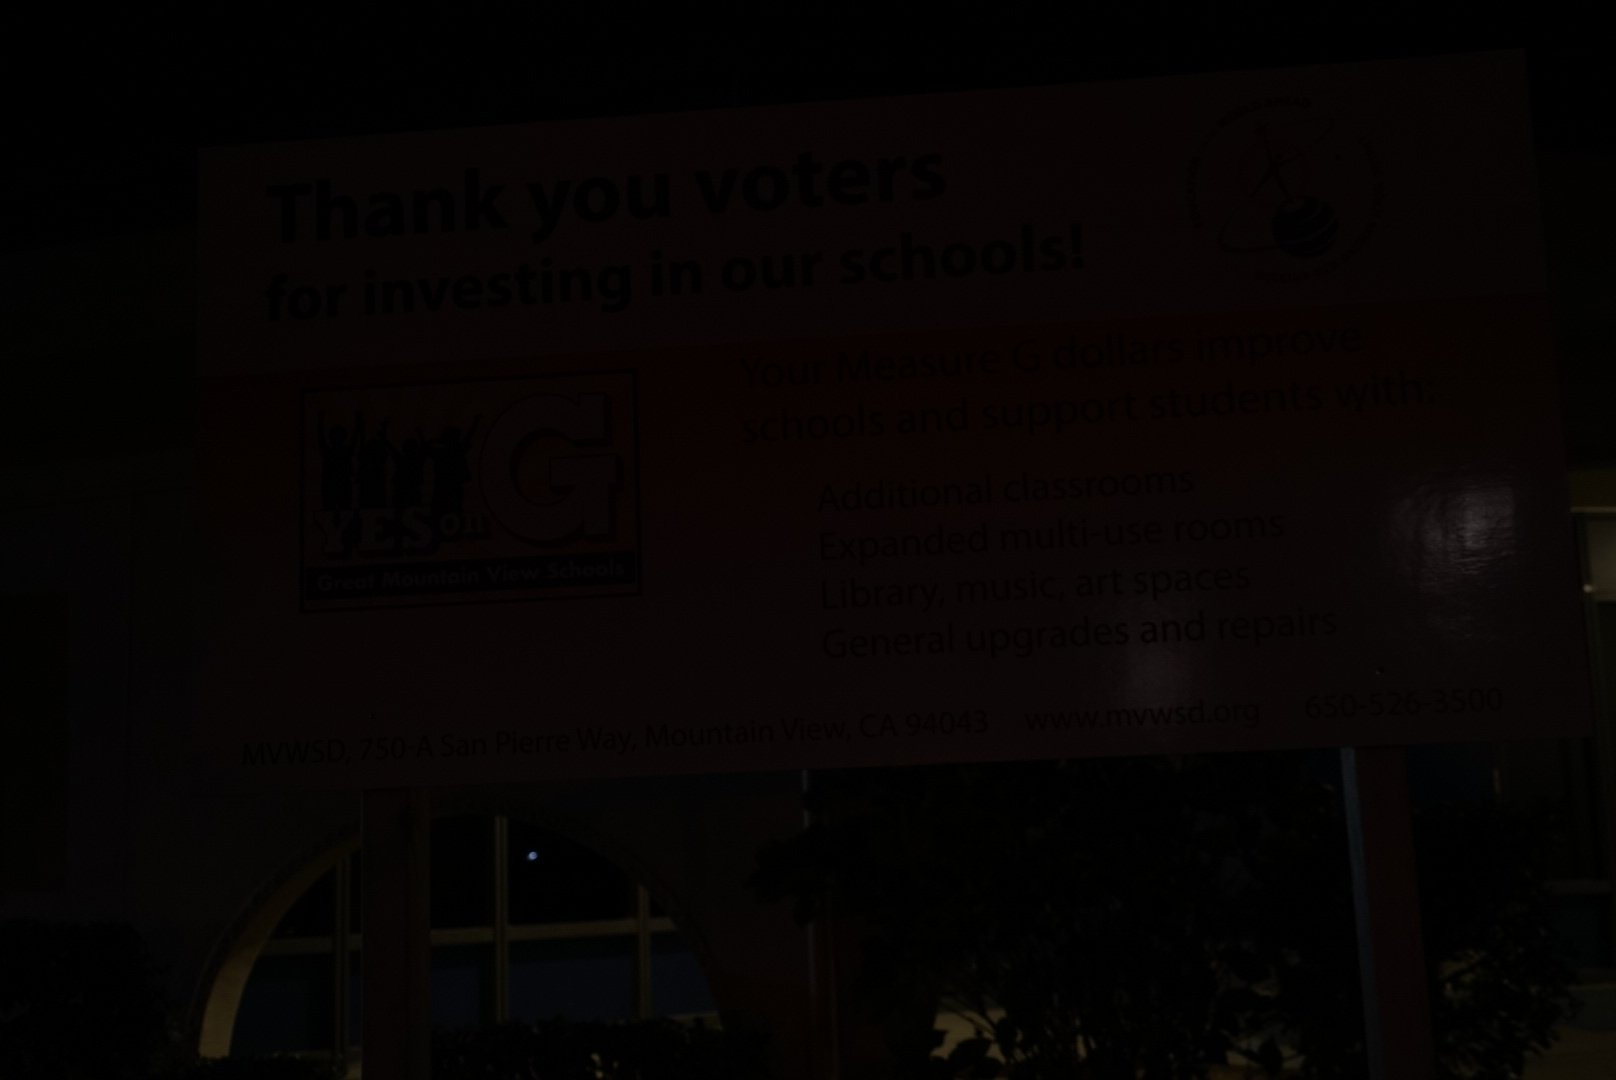 Thank you voters
for investing in our schools!
YES on G
Great Mountain View Schools
Your Measure G dollars improve
schools and support students with:
Additional classrooms
Expanded multi-use rooms
Library, music, art spaces
General upgrades and repairs
MVWSD, 750-A San Pierre Way, Mountain View, CA 94043 www.mvwsd.org 650-526-3500